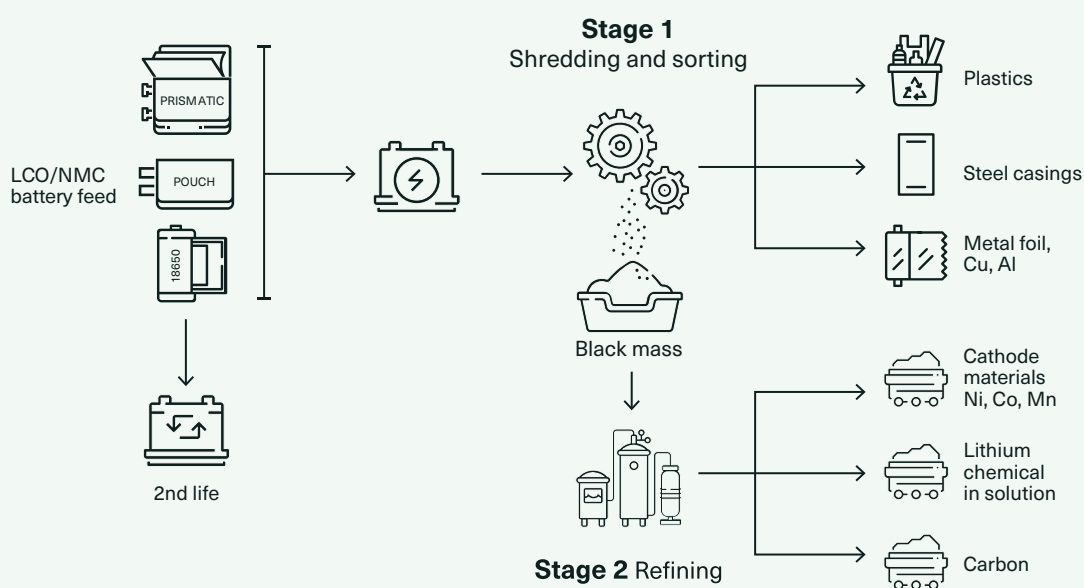 Stage 1
Shredding and sorting
PRISMATIC
LCO/NMC
battery feed
POUCH
18650
2nd life
Black mass
Plastics
Steel casings
Metal foil,
Cu, Al
Cathode
materials
Ni, Co, Mn
Lithium
chemical
in solution
Carbon
Stage 2 Refining